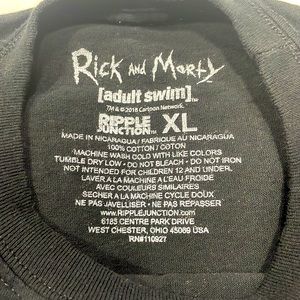 Rick and Morty
[adult swim]™
TM & © 2018 Cartoon Network.
RIPPLE JUNCTION™ XL
MADE IN NICARAGUA / FABRIQUE AU NICARAGUA
100% COTTON / COTON
MACHINE WASH COLD WITH LIKE COLORS
TUMBLE DRY LOW · DO NOT BLEACH · DO NOT IRON
NOT INTENDED FOR CHILDREN 12 AND UNDER.
LAVER A LA MACHINE A L'EAU FROIDE
AVEC COULEURS SIMILAIRES
SECHER A LA MACHINE CYCLE DOUX
NE PAS JAVELLISER · NE PAS REPASSER
www.RIPPLEJUNCTION.com
6185 CENTRE PARK DRIVE
WEST CHESTER, OHIO 45069 USA
RN#110927